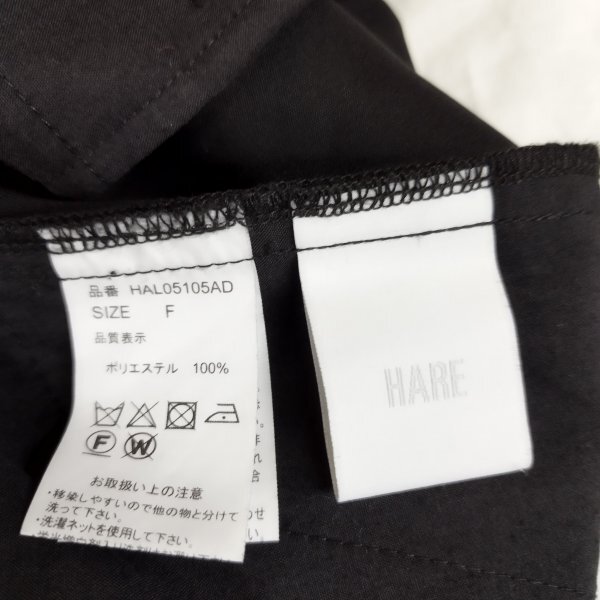 品番 HAL05105AD
SIZE F
品質表示
ポリエステル 100%
F W
お取扱い上の注意
・移染しやすいので他の物と分けて
洗って下さい。
・洗濯ネットを使用して下さい。
HARE